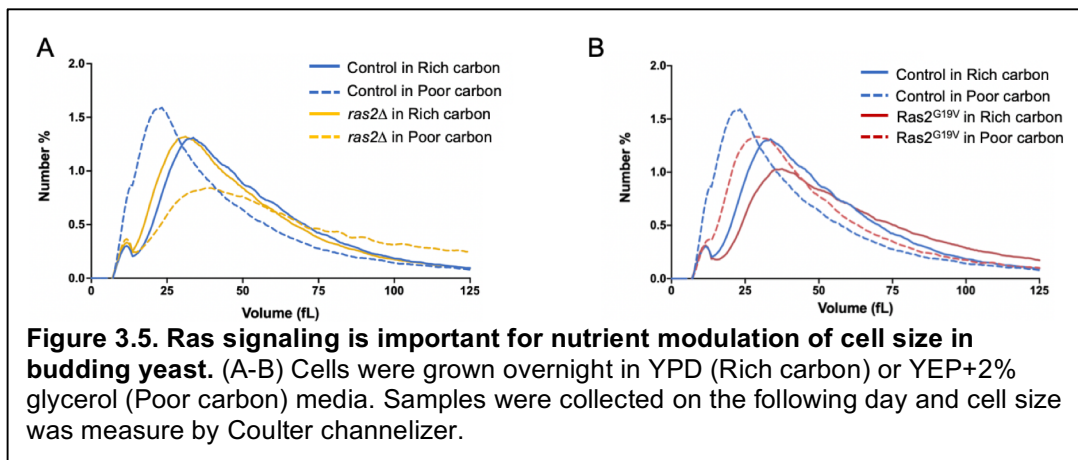 A
B
2.0
1.5
1.0
0.5
0.0
Number %
0
25
50
75
100
125
Volume (fL)
Control in Rich carbon
Control in Poor carbon
ras2Δ in Rich carbon
ras2Δ in Poor carbon
2.0
1.5
1.0
0.5
0.0
Number %
0
25
50
75
100
125
Volume (fL)
Control in Rich carbon
Control in Poor carbon
Ras2G19V in Rich carbon
Ras2G19V in Poor carbon
Figure 3.5. Ras signaling is important for nutrient modulation of cell size in
budding yeast. (A-B) Cells were grown overnight in YPD (Rich carbon) or YEP+2%
glycerol (Poor carbon) media. Samples were collected on the following day and cell size
was measure by Coulter channelizer.